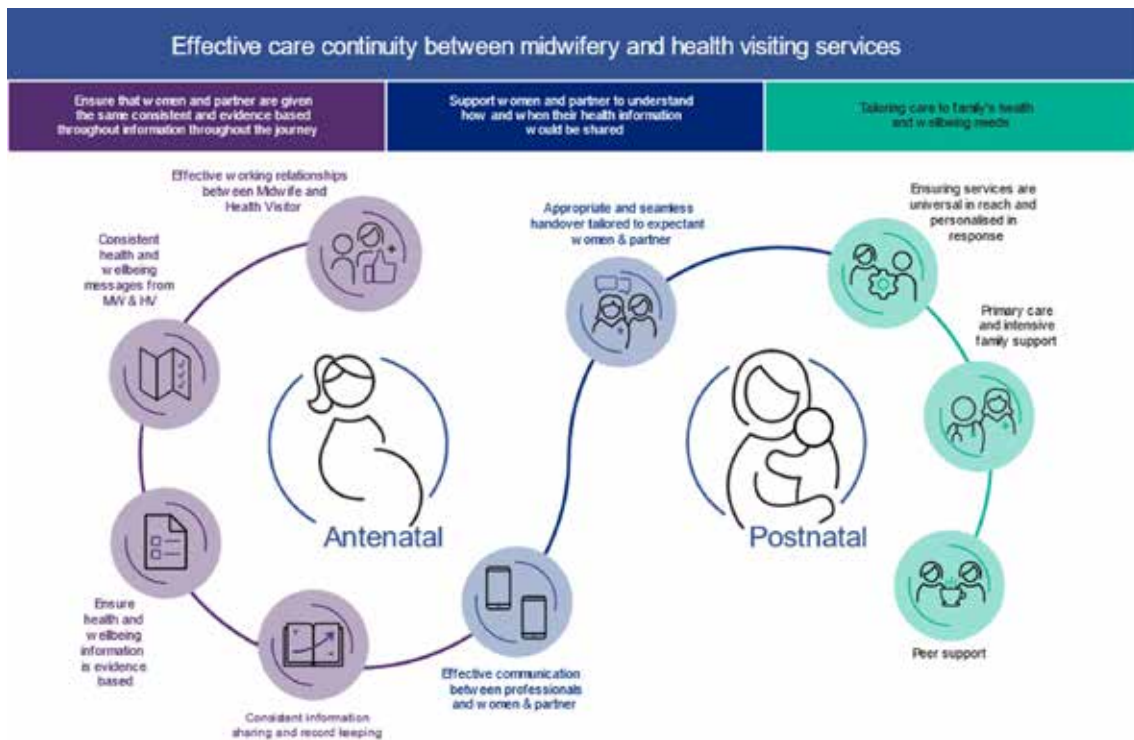 Effective care continuity between midwifery and health visiting services
Ensure that women and partner are given
the same consistent and evidence based
throughout information throughout the journey
Support women and partner to understand
how and when their health information
would be shared
Tailoring care to family's health
and wellbeing needs
Effective working relationships
between Midwife and
Health Visitor
Consistent
health and
wellbeing
messages from
MW & HV
Ensure
health and
wellbeing
information
is evidence
based
Consistent information
sharing and record keeping
Antenatal
Effective communication
between professionals
and women & partner
Appropriate and seamless
handover tailored to expectant
women & partner
Postnatal
Ensuring services are
universal in reach and
personalised in
response
Primary care
and intensive
family support
Peer support